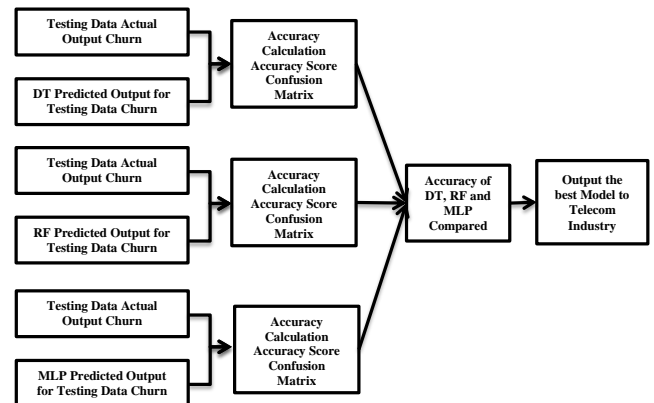 Testing Data Actual
Output Churn
DT Predicted Output for
Testing Data Churn
Accuracy
Calculation
Accuracy Score
Confusion
Matrix
Testing Data Actual
Output Churn
RF Predicted Output for
Testing Data Churn
Accuracy
Calculation
Accuracy Score
Confusion
Matrix
Testing Data Actual
Output Churn
MLP Predicted Output
for Testing Data Churn
Accuracy
Calculation
Accuracy Score
Confusion
Matrix
Accuracy of
DT, RF and
MLP
Compared
Output the
best Model to
Telecom
Industry